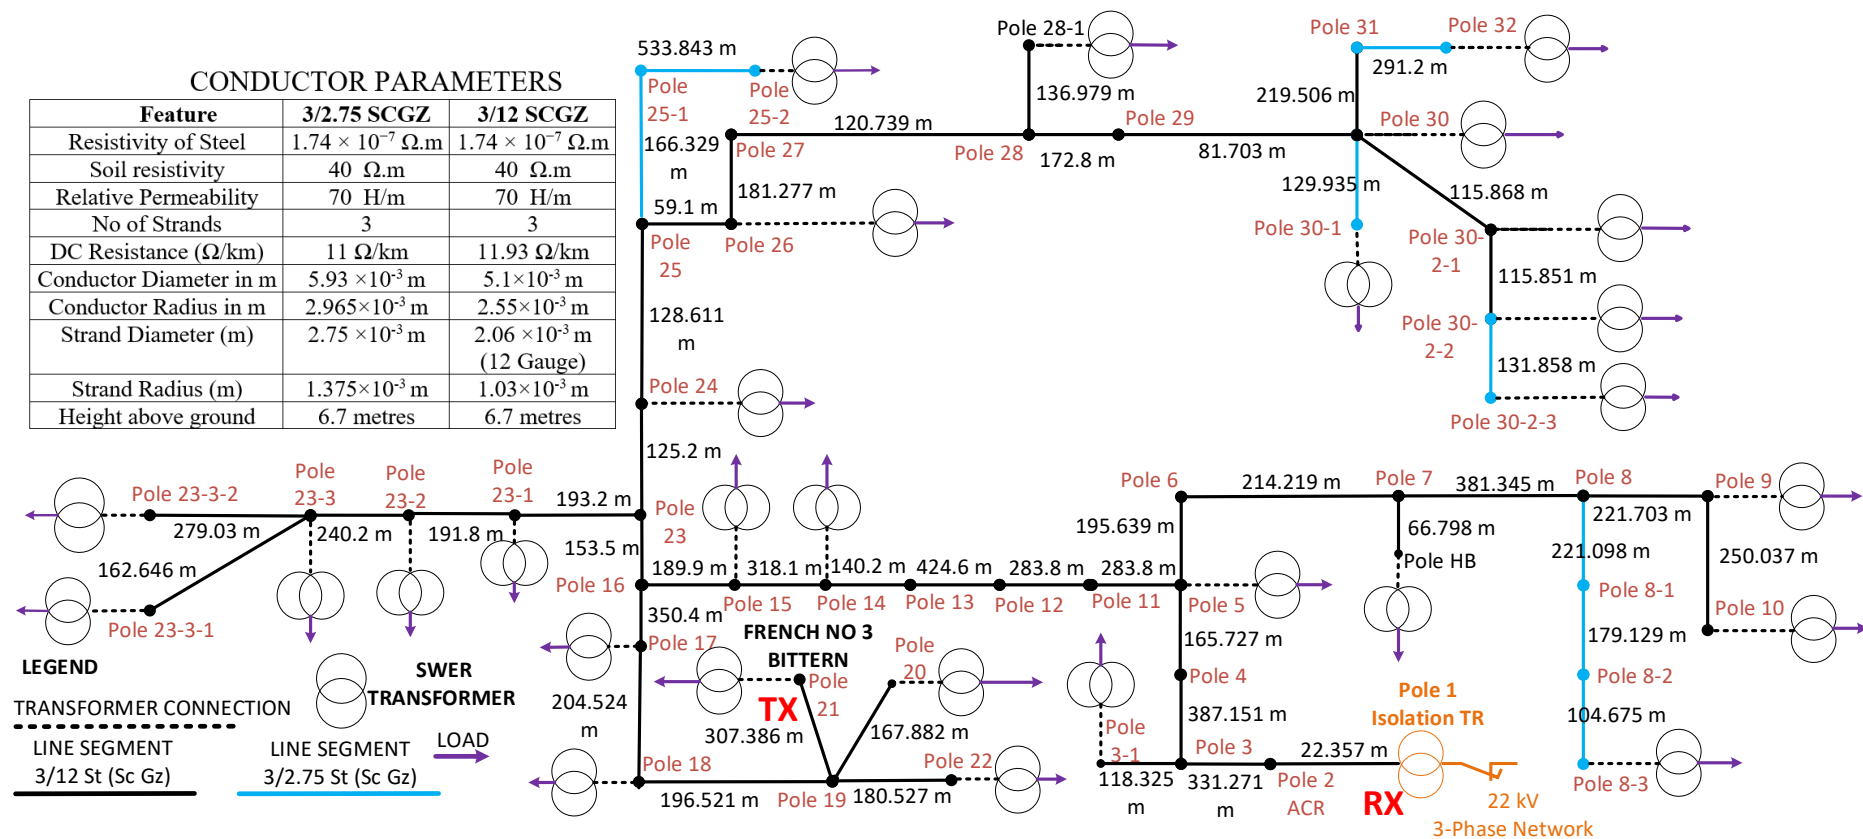 CONDUCTOR PARAMETERS
Feature 3/2.75 SCGZ 3/12 SCGZ
Resistivity of Steel 1.74 × 10⁻⁷ Ω.m 1.74 × 10⁻⁷ Ω.m
Soil resistivity 40 Ω.m 40 Ω.m
Relative Permeability 70 H/m 70 H/m
No of Strands 3 3
DC Resistance (Ω/km) 11 Ω/km 11.93 Ω/km
Conductor Diameter in m 5.93 ×10⁻³ m 5.1×10⁻³ m
Conductor Radius in m 2.965×10⁻³ m 2.55×10⁻³ m
Strand Diameter (m) 2.75 ×10⁻³ m 2.06 ×10⁻³ m
(12 Gauge)
Strand Radius (m) 1.375×10⁻³ m 1.03×10⁻³ m
Height above ground 6.7 metres 6.7 metres
533.843 m
Pole
25-1
Pole
25-2
166.329
m
Pole 28-1
136.979 m
Pole 31
Pole 32
291.2 m
219.506 m
120.739 m
Pole 27
Pole 28
Pole 29
172.8 m
81.703 m
Pole 30
181.277 m
59.1 m
Pole
25
Pole 26
129.935 m
Pole 30-1
115.868 m
Pole 30-
2-1
115.851 m
Pole 30-
2-2
131.858 m
Pole 30-2-3
128.611
m
Pole 24
125.2 m
Pole 23-3-2
Pole
23-3
Pole
23-2
Pole
23-1
193.2 m
Pole
23
279.03 m
240.2 m
191.8 m
153.5 m
162.646 m
Pole 23-3-1
Pole 16
189.9 m
318.1 m
140.2 m
424.6 m
283.8 m
283.8 m
Pole 15
Pole 14
Pole 13
Pole 12
Pole 11
Pole 5
Pole 6
214.219 m
Pole 7
381.345 m
Pole 8
Pole 9
195.639 m
66.798 m
Pole HB
221.703 m
221.098 m
250.037 m
Pole 8-1
Pole 10
179.129 m
Pole 8-2
104.675 m
Pole 8-3
350.4 m
Pole 17
FRENCH NO 3
BITTERN
Pole
20
TX
Pole
21
204.524
m
307.386 m
167.882 m
Pole 18
196.521 m
Pole 19
180.527 m
Pole 22
165.727 m
Pole 4
387.151 m
Pole
3-1
118.325
m
Pole 3
331.271
m
22.357 m
Pole 2
ACR
RX
Pole 1
Isolation TR
22 kV
3-Phase Network
LEGEND
SWER
TRANSFORMER
TRANSFORMER CONNECTION
LINE SEGMENT
3/12 St (Sc Gz)
LINE SEGMENT
3/2.75 St (Sc Gz)
LOAD